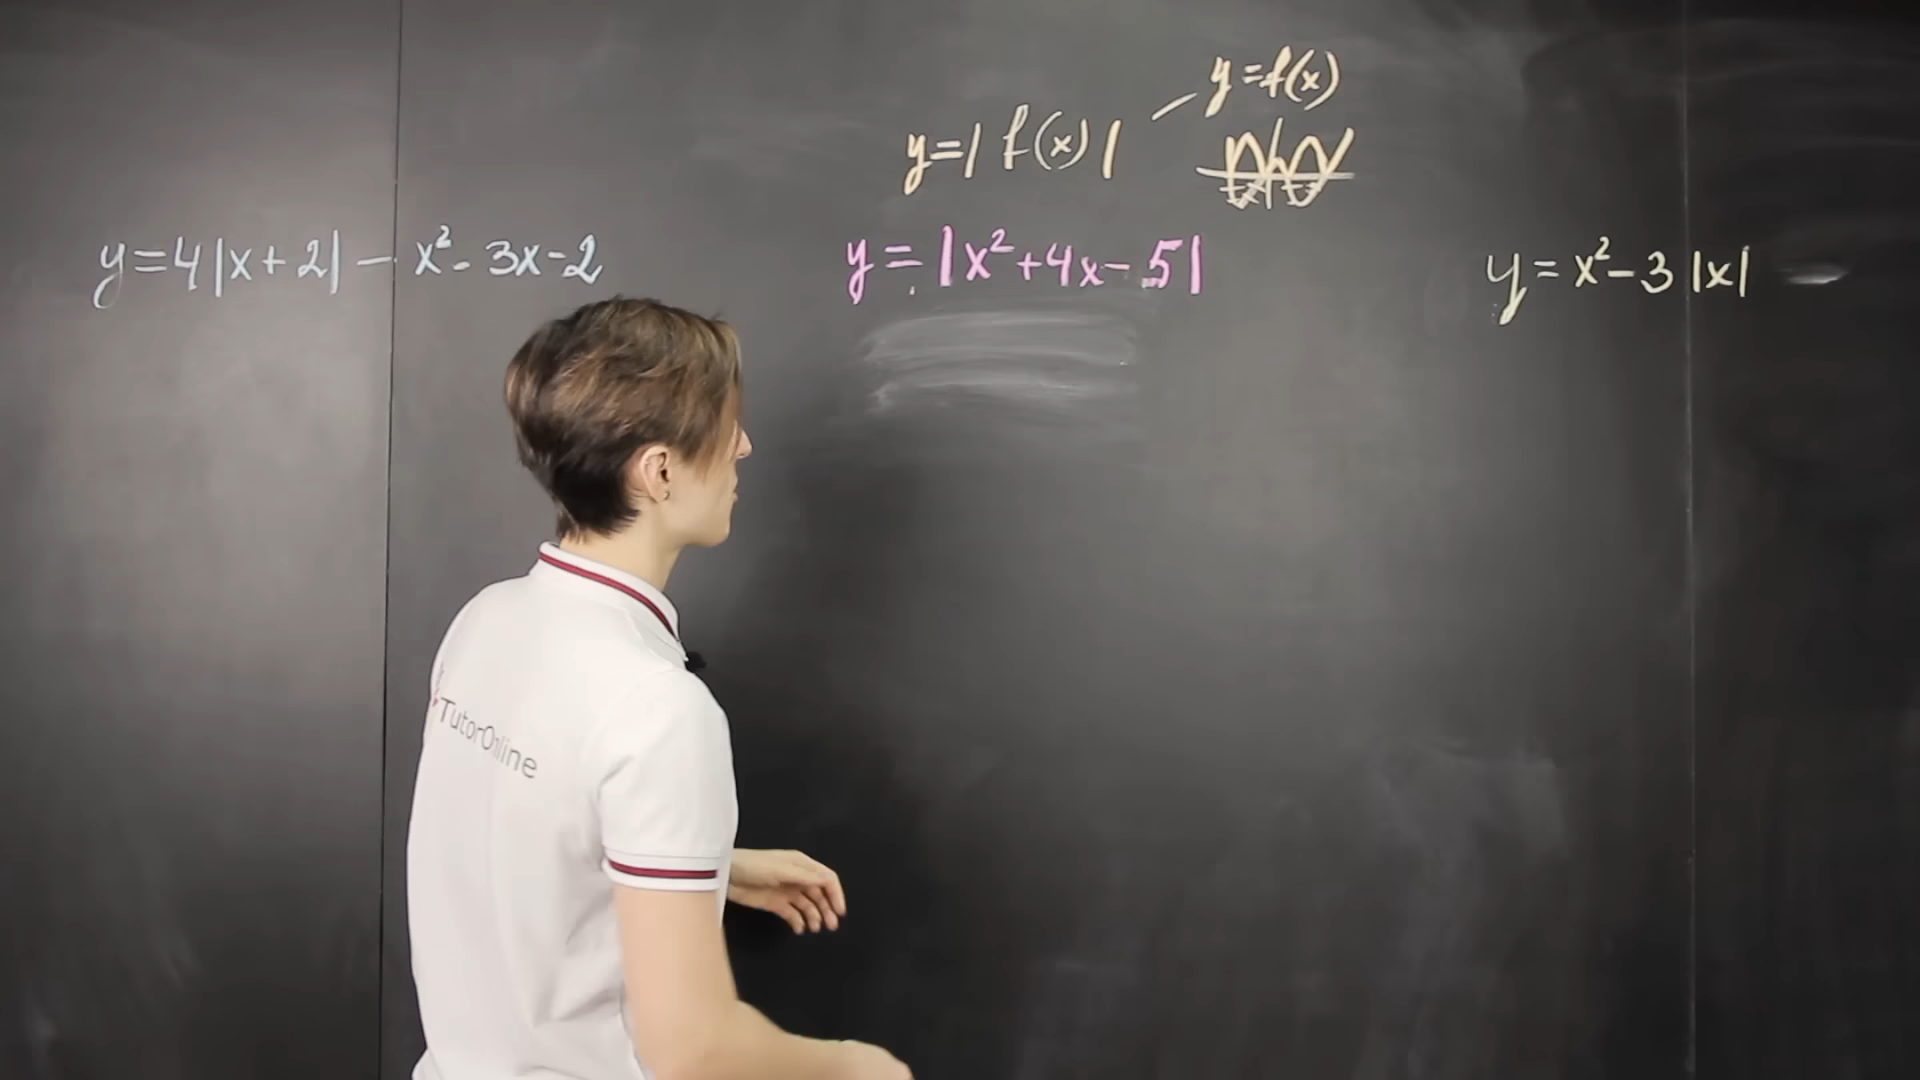 y=f(x)
y=|f(x)|
y=4|x+2|-x²-3x-2
y=|x²+4x-5|
y=x²-3|x|
TutorOnline